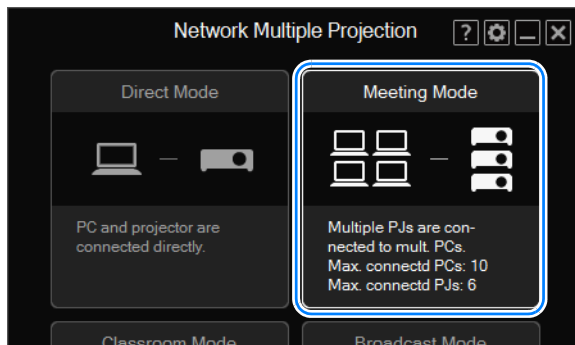 Network Multiple Projection
?
Direct Mode
Meeting Mode
PC and projector are
connected directly.
Multiple PJs are con-
nected to mult. PCs.
Max. connectd PCs: 10
Max. connectd PJs: 6
Classroom Mode
Broadcast Mode